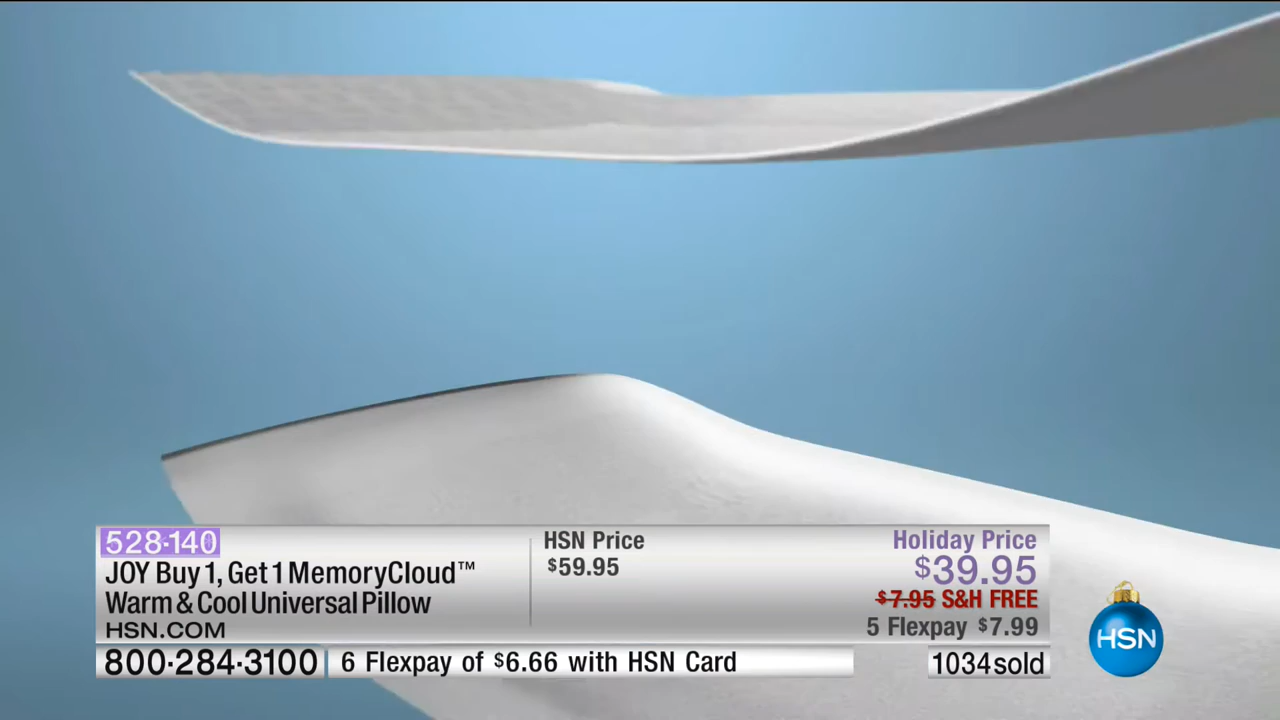 528-140
JOY Buy 1, Get 1 MemoryCloud™
Warm & Cool Universal Pillow
HSN.COM
HSN Price
$59.95
Holiday Price
$39.95
$7.95 S&H FREE
5 Flexpay $7.99
800·284·3100
6 Flexpay of $6.66 with HSN Card
1034 sold
HSN